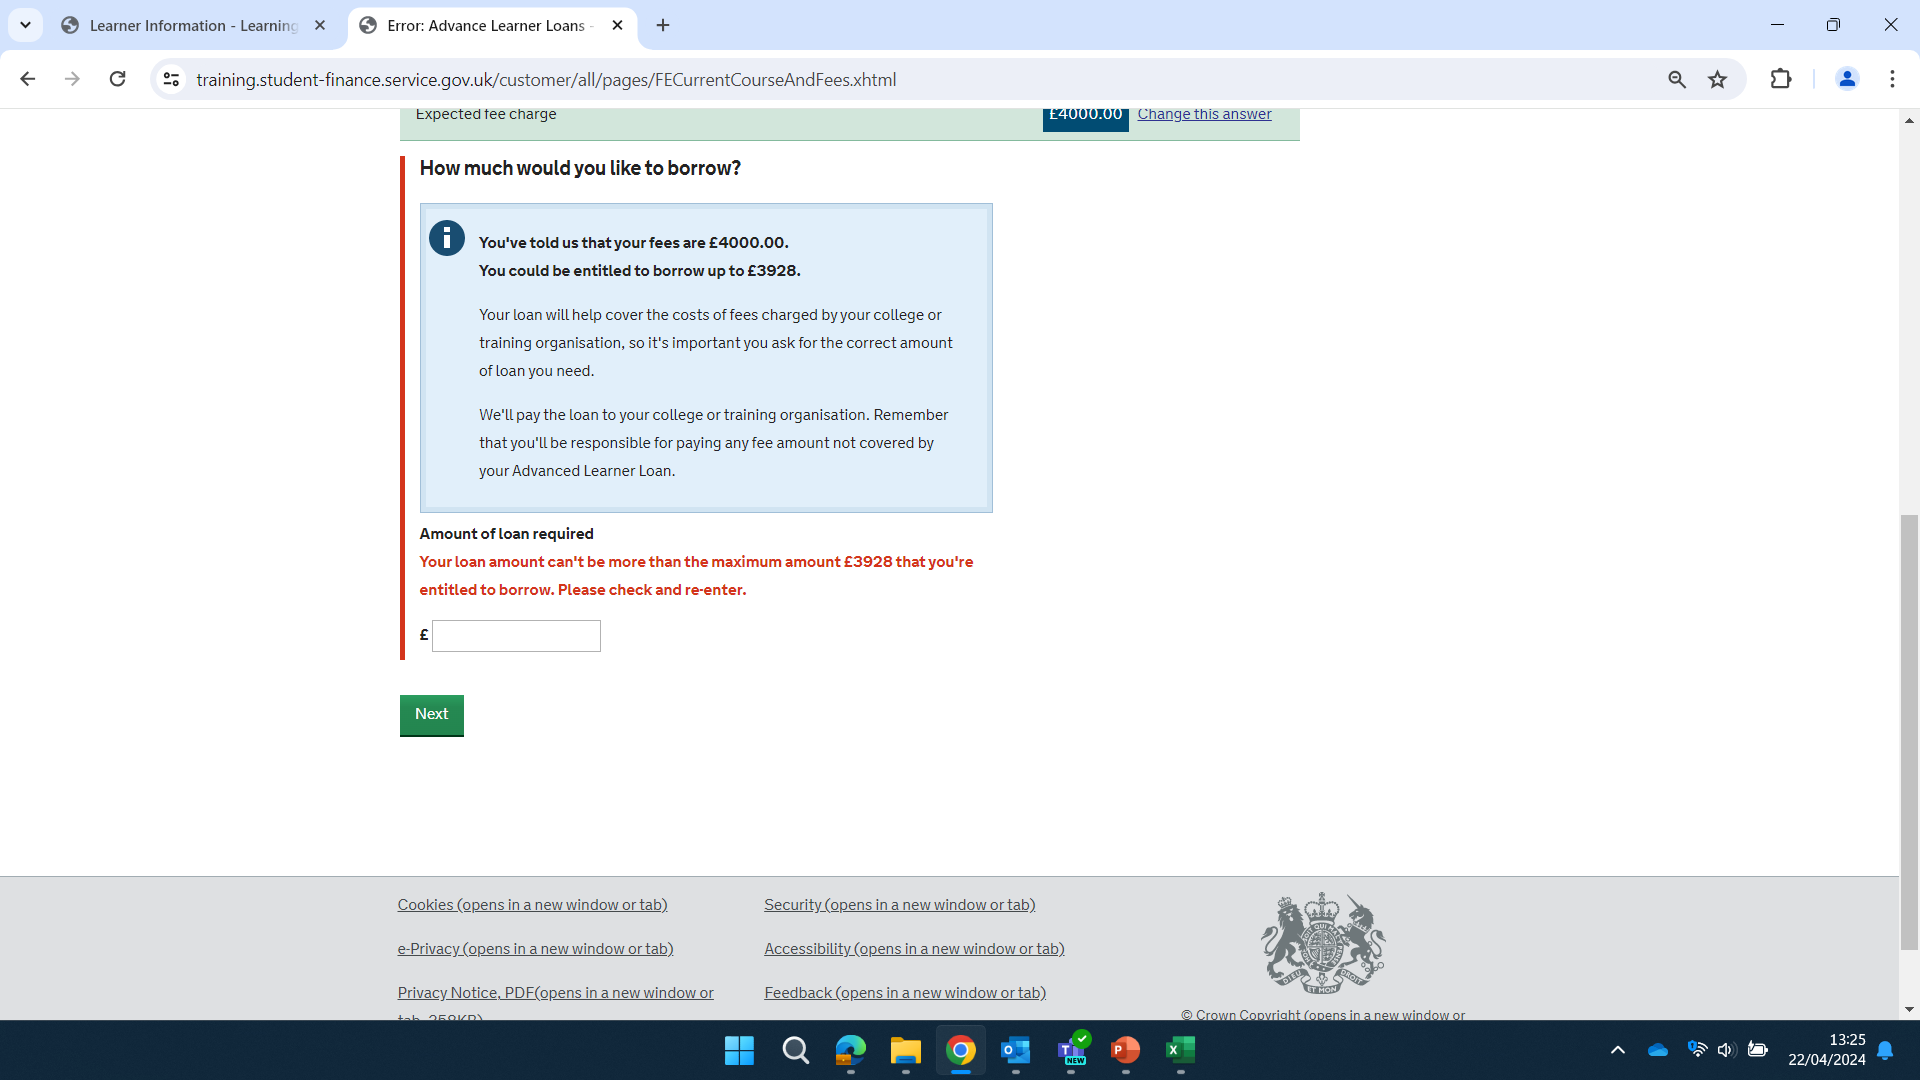 Learner Information - Learning
Error: Advance Learner Loans -
training.student-finance.service.gov.uk/customer/all/pages/FECurrentCourseAndFees.xhtml
Expected fee charge £4000.00 Change this answer
How much would you like to borrow?
You've told us that your fees are £4000.00.
You could be entitled to borrow up to £3928.
Your loan will help cover the costs of fees charged by your college or
training organisation, so it's important you ask for the correct amount
of loan you need.
We'll pay the loan to your college or training organisation. Remember
that you'll be responsible for paying any fee amount not covered by
your Advanced Learner Loan.
Amount of loan required
Your loan amount can't be more than the maximum amount £3928 that you're
entitled to borrow. Please check and re-enter.
£
Next
Cookies (opens in a new window or tab)
Security (opens in a new window or tab)
e-Privacy (opens in a new window or tab)
Accessibility (opens in a new window or tab)
Privacy Notice, PDF(opens in a new window or
tab, 258KB)
Feedback (opens in a new window or tab)
DIEU ET MON DROIT
© Crown Copyright (opens in a new window or
NEW
13:25
22/04/2024